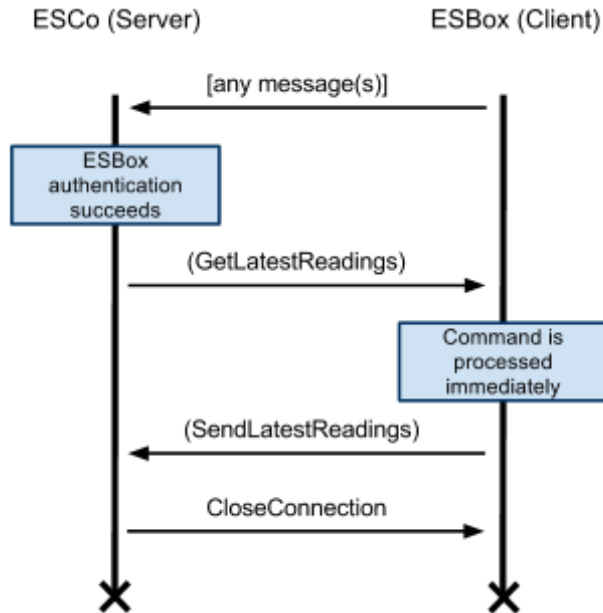 ESCo (Server)
ESBox (Client)
[any message(s)]
ESBox
authentication
succeeds
(GetLatestReadings)
Command is
processed
immediately
(SendLatestReadings)
CloseConnection